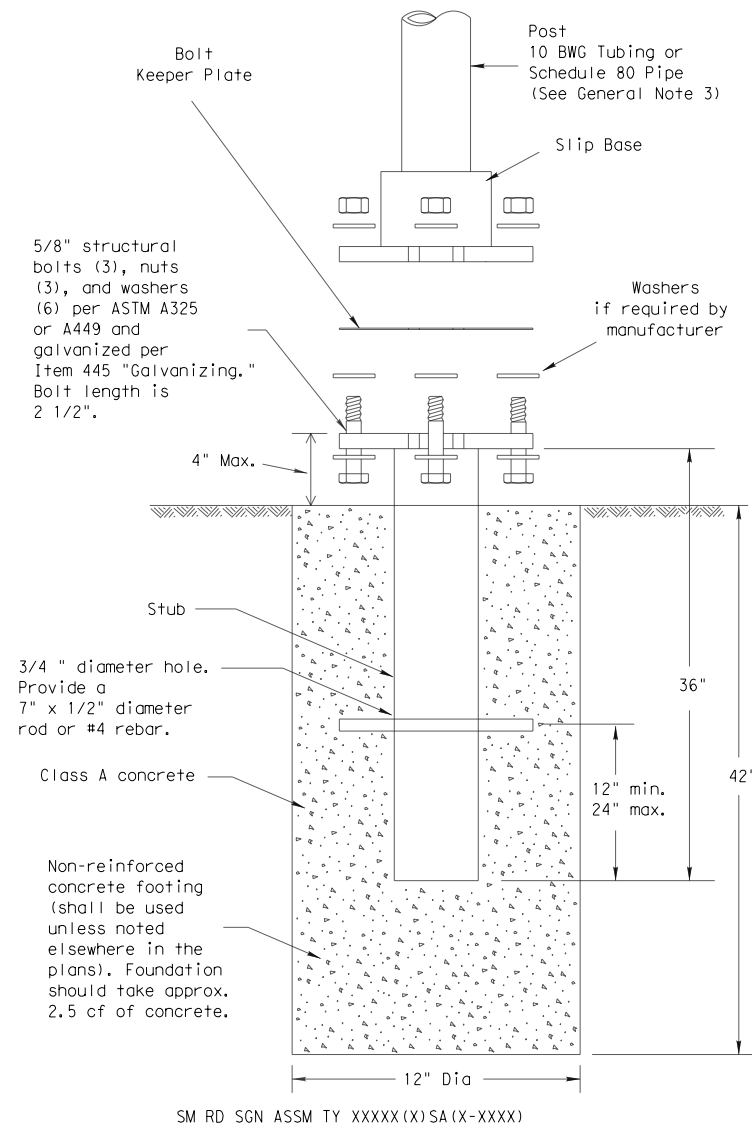 Bolt
Keeper Plate
Post
10 BWG Tubing or
Schedule 80 Pipe
(See General Note 3)
Slip Base
5/8" structural
bolts (3), nuts
(3), and washers
(6) per ASTM A325
or A449 and
galvanized per
Item 445 "Galvanizing."
Bolt length is
2 1/2".
Washers
if required by
manufacturer
4" Max.
Stub
3/4 " diameter hole.
Provide a
7" x 1/2" diameter
rod or #4 rebar.
36"
Class A concrete
12" min.
24" max.
42"
Non-reinforced
concrete footing
(shall be used
unless noted
elsewhere in the
plans). Foundation
should take approx.
2.5 cf of concrete.
12" Dia
SM RD SGN ASSM TY XXXXX(X)SA(X-XXXX)